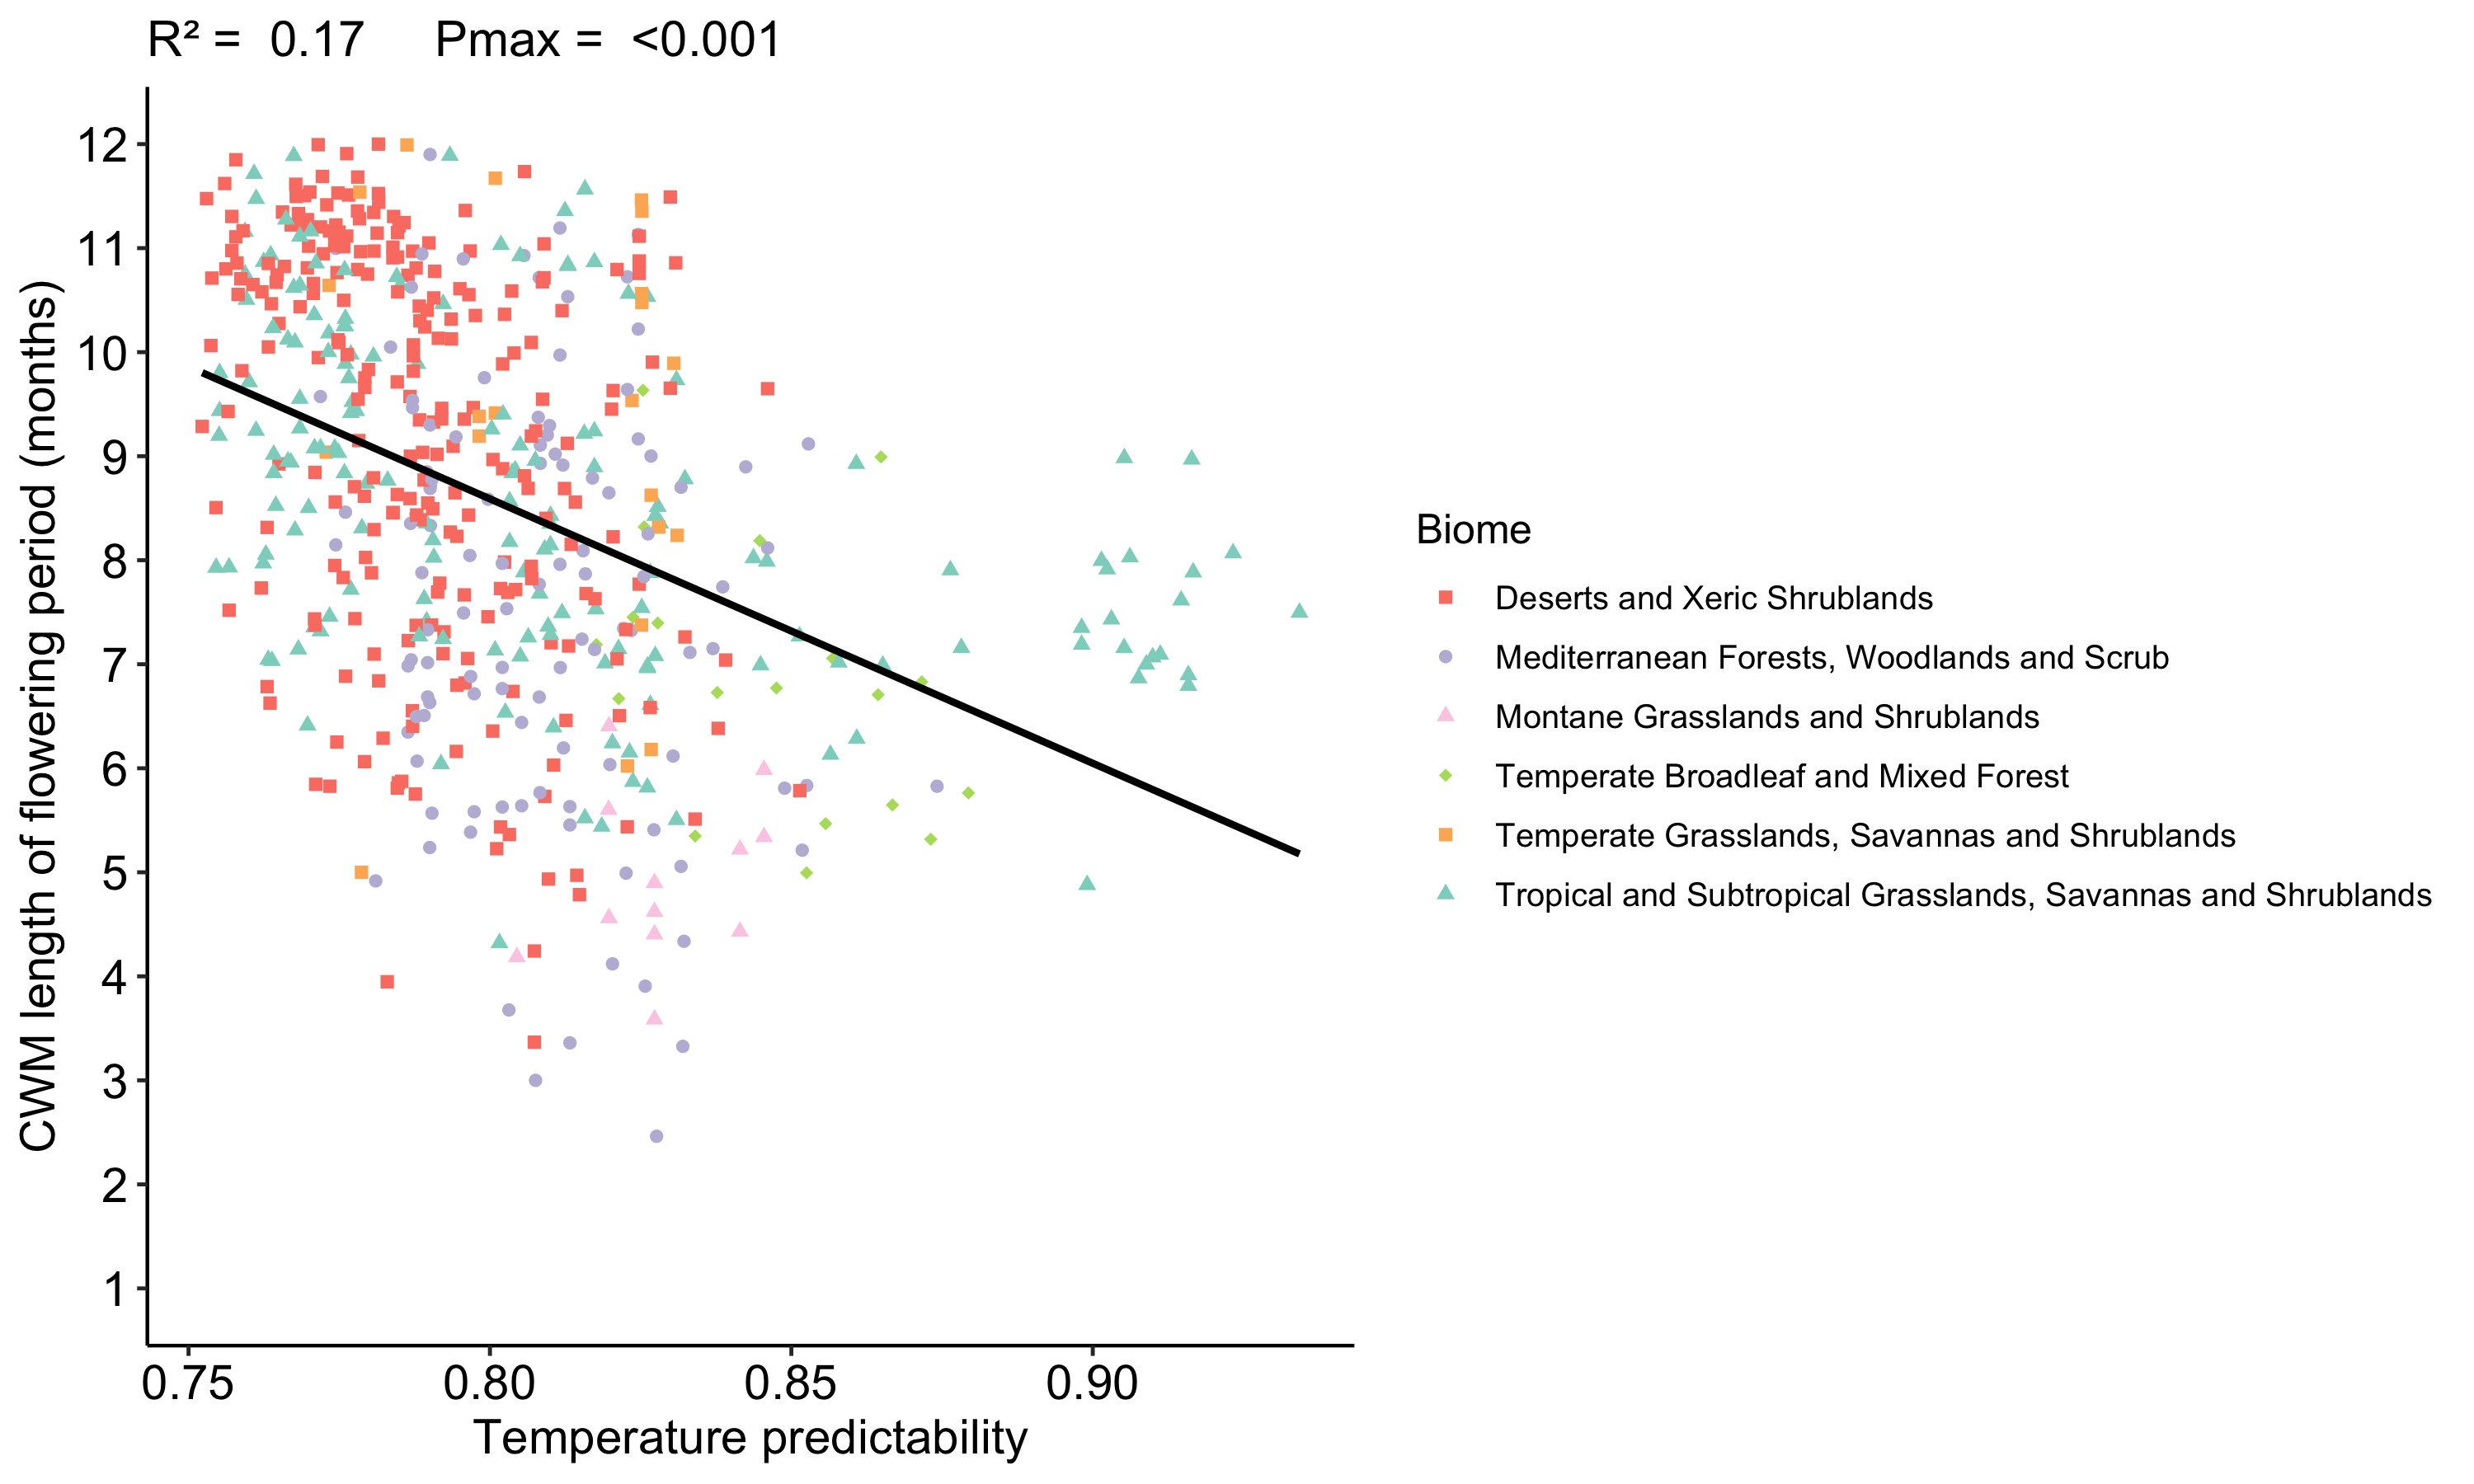 R² = 0.17 Pmax = <0.001
CWM length of flowering period (months)
12
11
10
9
8
7
6
5
4
3
2
1
0.75 0.80 0.85 0.90
Temperature predictability
Biome
Deserts and Xeric Shrublands
Mediterranean Forests, Woodlands and Scrub
Montane Grasslands and Shrublands
Temperate Broadleaf and Mixed Forest
Temperate Grasslands, Savannas and Shrublands
Tropical and Subtropical Grasslands, Savannas and Shrublands